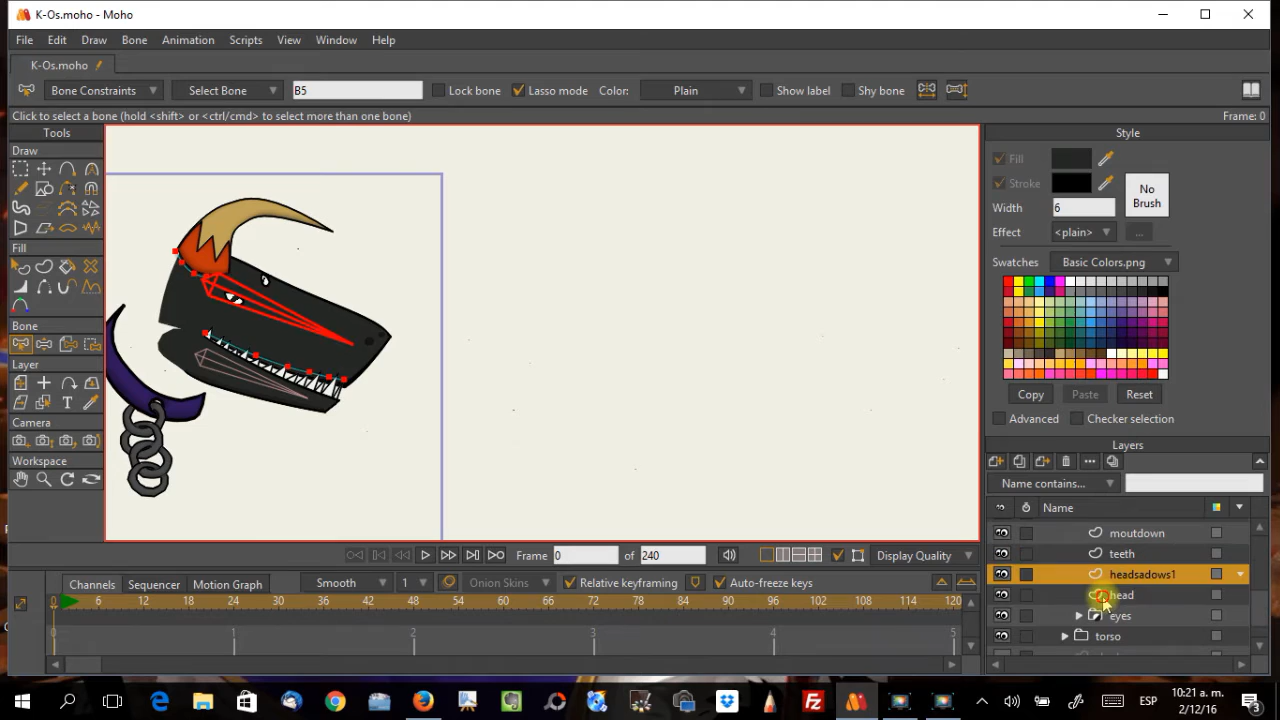 K-Os.moho - Moho
File Edit Draw Bone Animation Scripts View Window Help
K-Os.moho
Bone Constraints Select Bone B5 Lock bone Lasso mode Color: Plain Show label Shy bone
Click to select a bone (hold <shift> or <ctrl/cmd> to select more than one bone) Frame: 0
Tools
Draw
Fill
Bone
Layer
Camera
Workspace
Style
Fill
Stroke
No Brush
Width 6
Effect <plain> ...
Swatches Basic Colors.png
Copy Paste Reset
Advanced Checker selection
Layers
Name contains...
Name
moutdown
teeth
headsadows1
head
eyes
torso
Frame 0 of 240 Display Quality
Channels Sequencer Motion Graph Smooth 1 Onion Skins Relative keyframing Auto-freeze keys
0 6 12 18 24 30 36 42 48 54 60 66 72 78 84 90 96 102 108 114 120
0 1 2 3 4 5
ESP
10:21 a. m.
2/12/16
3